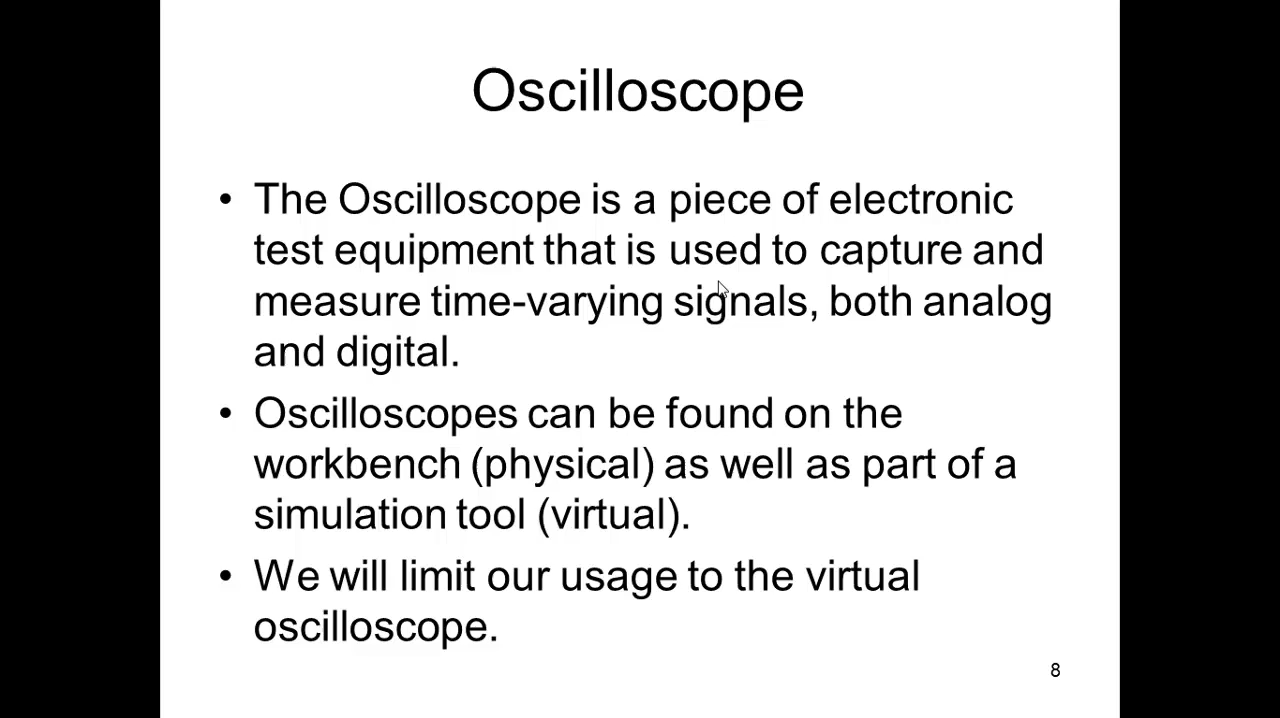 Oscilloscope
• The Oscilloscope is a piece of electronic
test equipment that is used to capture and
measure time-varying signals, both analog
and digital.
• Oscilloscopes can be found on the
workbench (physical) as well as part of a
simulation tool (virtual).
• We will limit our usage to the virtual
oscilloscope.
8